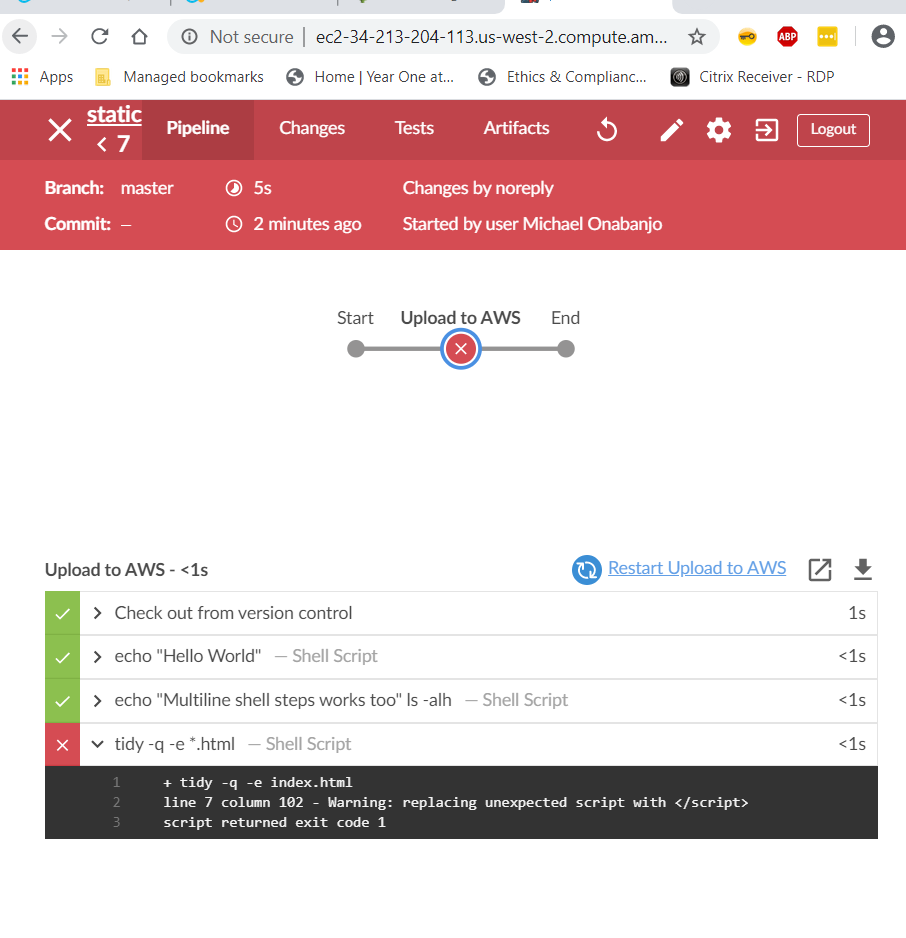 Not secure | ec2-34-213-204-113.us-west-2.compute.am...
ABP
Apps Managed bookmarks Home | Year One at... Ethics & Complianc... Citrix Receiver - RDP
static
< 7
Pipeline Changes Tests Artifacts Logout
Branch: master 5s Changes by noreply
Commit: – 2 minutes ago Started by user Michael Onabanjo
Start Upload to AWS End
Upload to AWS - <1s Restart Upload to AWS
Check out from version control 1s
echo "Hello World" — Shell Script <1s
echo "Multiline shell steps works too" ls -alh — Shell Script <1s
tidy -q -e *.html — Shell Script <1s
1 + tidy -q -e index.html
2 line 7 column 102 - Warning: replacing unexpected script with </script>
3 script returned exit code 1